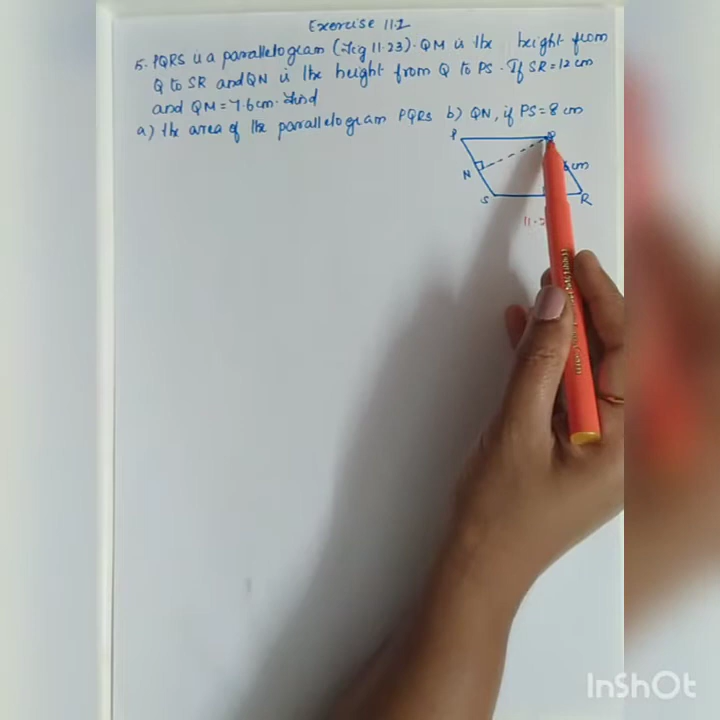 Exercise 11.2
5. PQRS is a parallelogram (Fig 11.23). QM is the height from
Q to SR and QN is the height from Q to PS. If SR = 12 cm
and QM = 7.6 cm. Find
a) the area of the parallelogram PQRS b) QN, if PS = 8 cm
P
N
cm
S
R
InShOt